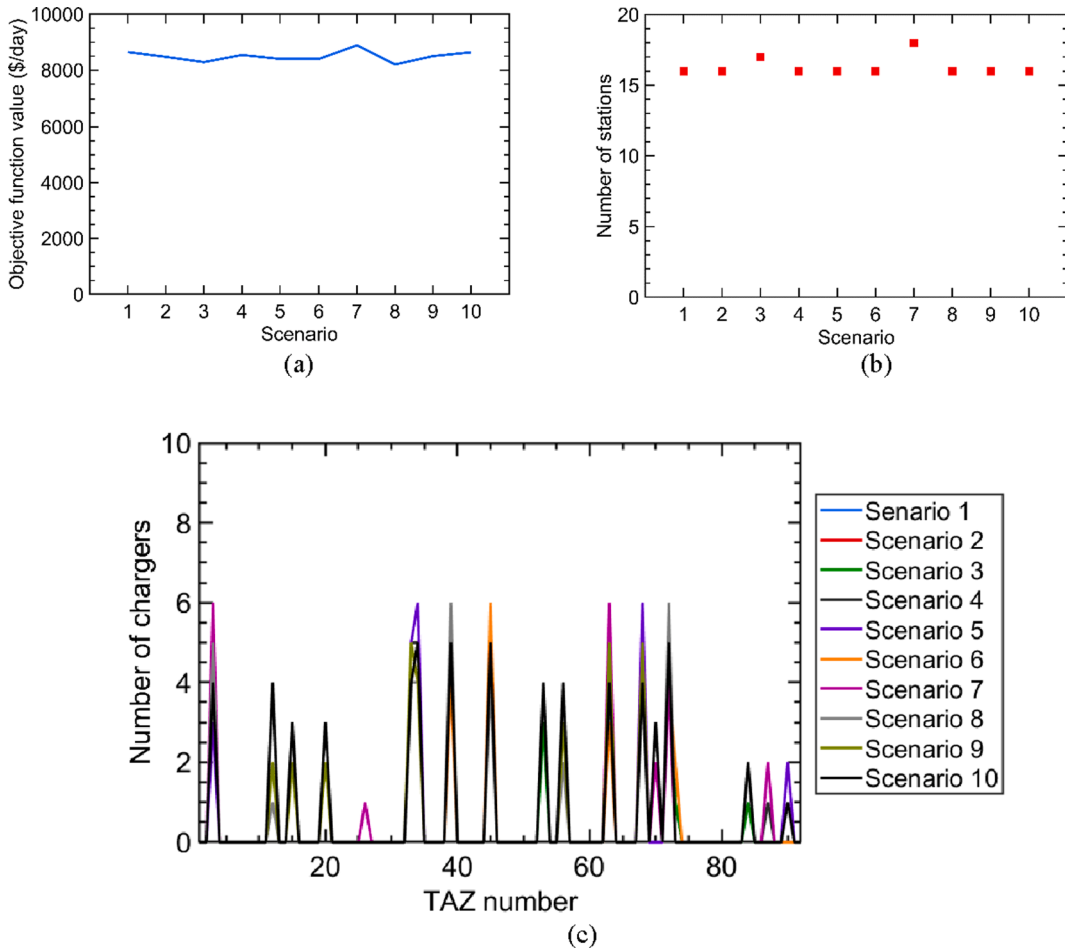 Objective function value ($/day)
10000
8000
6000
4000
2000
0
1 2 3 4 5 6 7 8 9 10
Scenario
(a)
Number of stations
20
15
10
5
0
1 2 3 4 5 6 7 8 9 10
Scenario
(b)
Number of chargers
10
8
6
4
2
0
20 40 60 80
TAZ number
(c)
Senario 1
Scenario 2
Scenario 3
Scenario 4
Scenario 5
Scenario 6
Scenario 7
Scenario 8
Scenario 9
Scenario 10